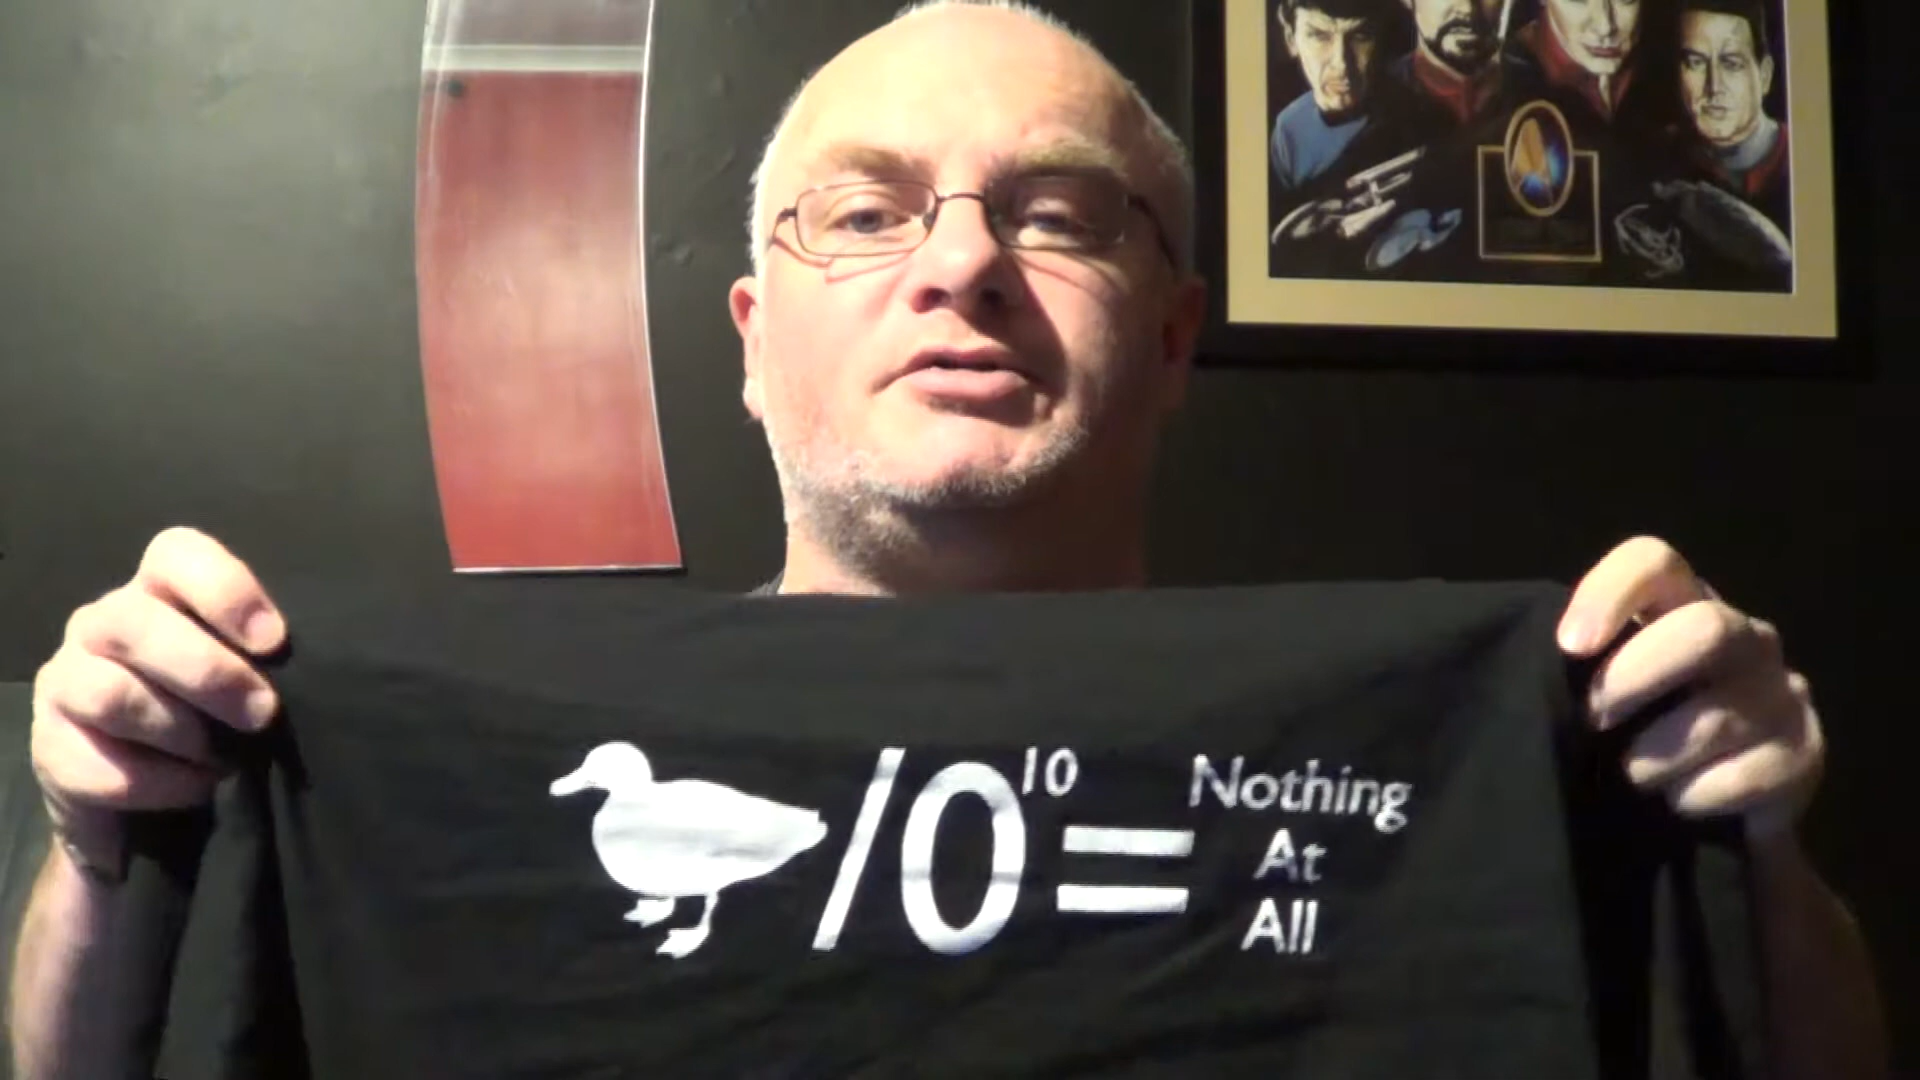 /0¹⁰ = Nothing
At
All